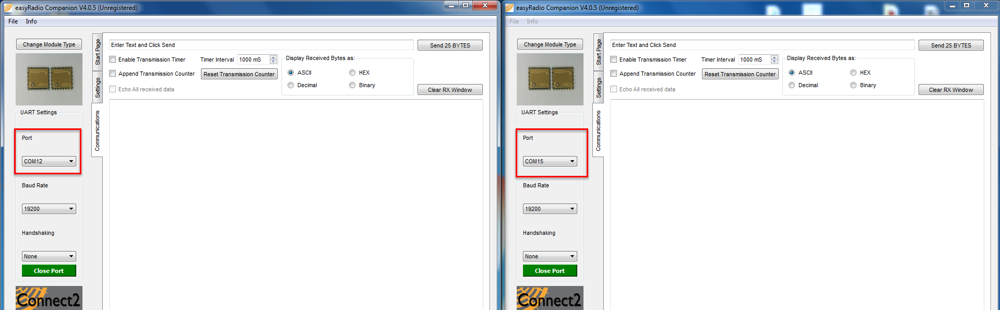 easyRadio Companion V4.0.5 (Unregistered)
File Info
Change Module Type
Start Page
Settings
Communications
Enter Text and Click Send
Send 25 BYTES
Enable Transmission Timer
Timer Interval 1000 mS
Append Transmission Counter
Reset Transmission Counter
Echo All received data
Display Received Bytes as:
ASCII
HEX
Decimal
Binary
Clear RX Window
UART Settings
Port
COM12
Baud Rate
19200
Handshaking
None
Close Port
Connect2
easyRadio Companion V4.0.5 (Unregistered)
File Info
Change Module Type
Start Page
Settings
Communications
Enter Text and Click Send
Send 25 BYTES
Enable Transmission Timer
Timer Interval 1000 mS
Append Transmission Counter
Reset Transmission Counter
Echo All received data
Display Received Bytes as:
ASCII
HEX
Decimal
Binary
Clear RX Window
UART Settings
Port
COM15
Baud Rate
19200
Handshaking
None
Close Port
Connect2